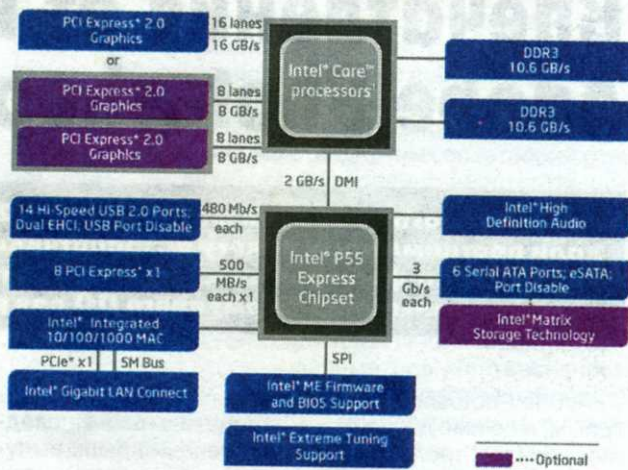 PCI Express* 2.0
Graphics
16 lanes
16 GB/s
or
PCI Express* 2.0
Graphics
8 lanes
8 GB/s
PCI Express* 2.0
Graphics
8 lanes
8 GB/s
Intel® Core™
processors¹
DDR3
10.6 GB/s
DDR3
10.6 GB/s
2 GB/s DMI
14 Hi-Speed USB 2.0 Ports;
Dual EHCI; USB Port Disable
480 Mb/s
each
Intel® High
Definition Audio
8 PCI Express* x1
500
MB/s
each x1
Intel® P55
Express
Chipset
3
Gb/s
each
6 Serial ATA Ports; eSATA;
Port Disable
Intel® Matrix
Storage Technology
Intel® Integrated
10/100/1000 MAC
PCIe* x1
SM Bus
Intel® Gigabit LAN Connect
SPI
Intel® ME Firmware
and BIOS Support
Intel® Extreme Tuning
Support
Optional